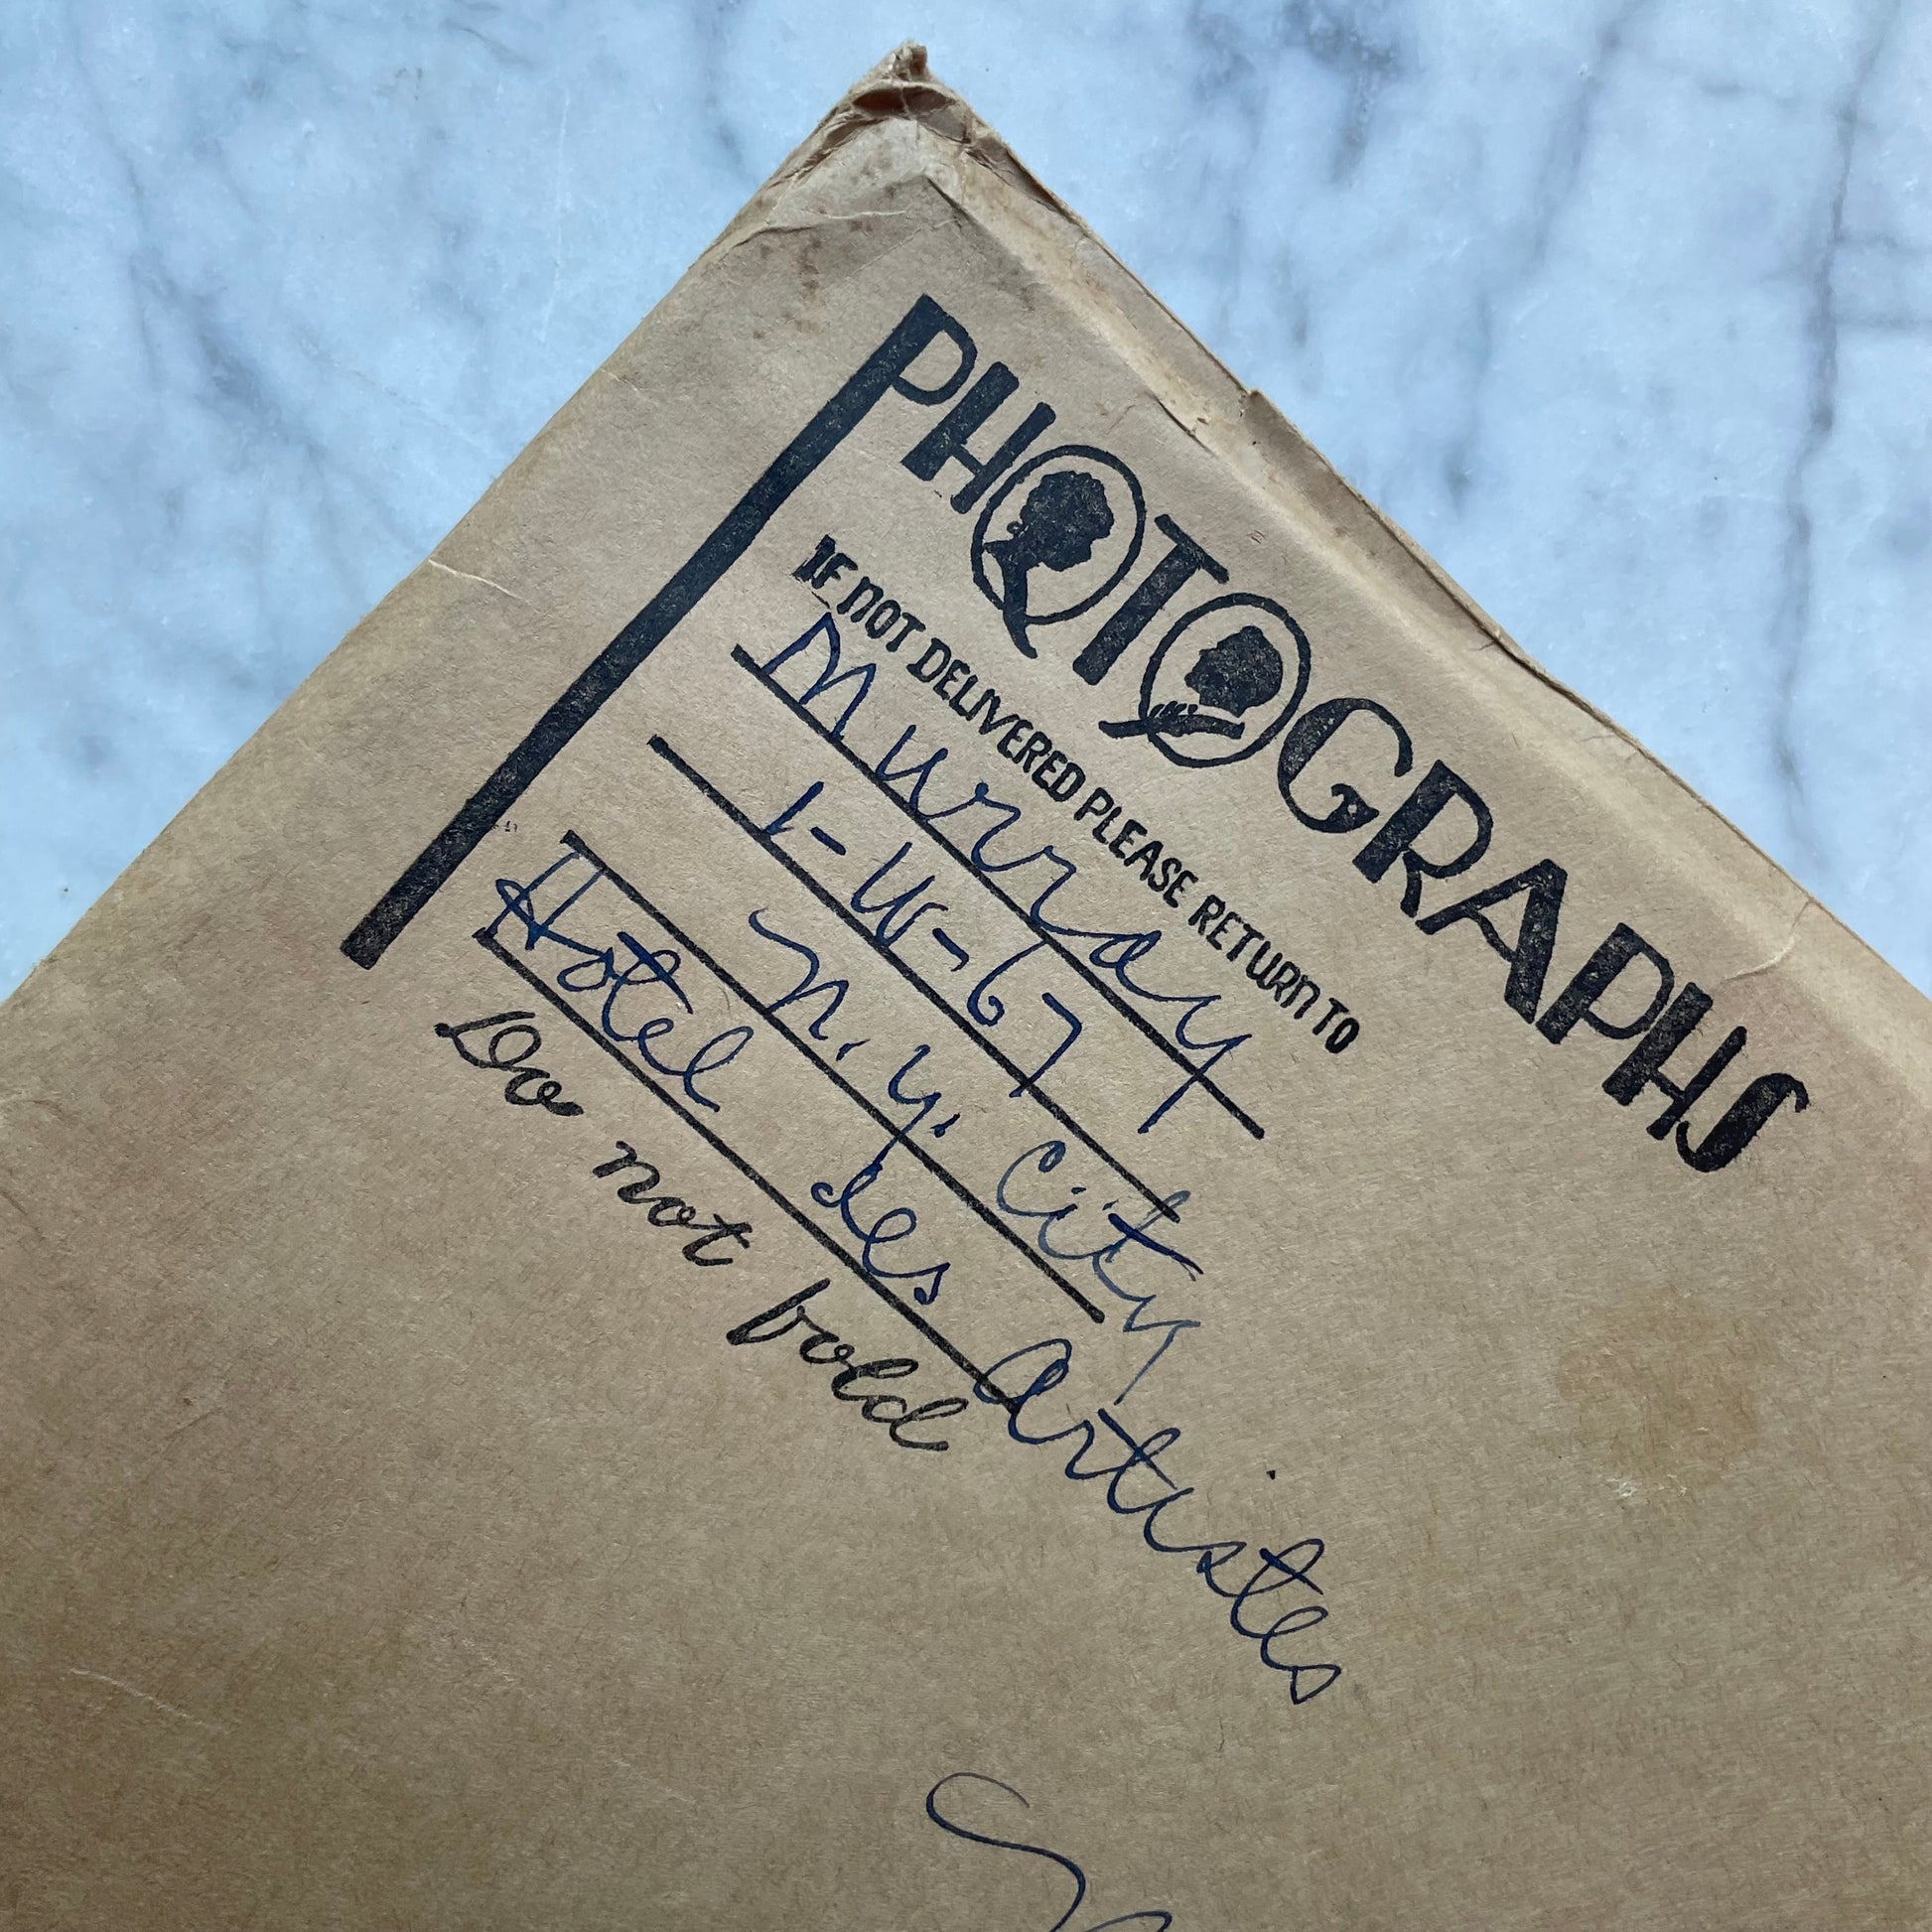 PHOTOGRAPHS
IF NOT DELIVERED PLEASE RETURN TO
Murray
1-W-67
N. Y. City
Hotel des Artistes
Do not fold